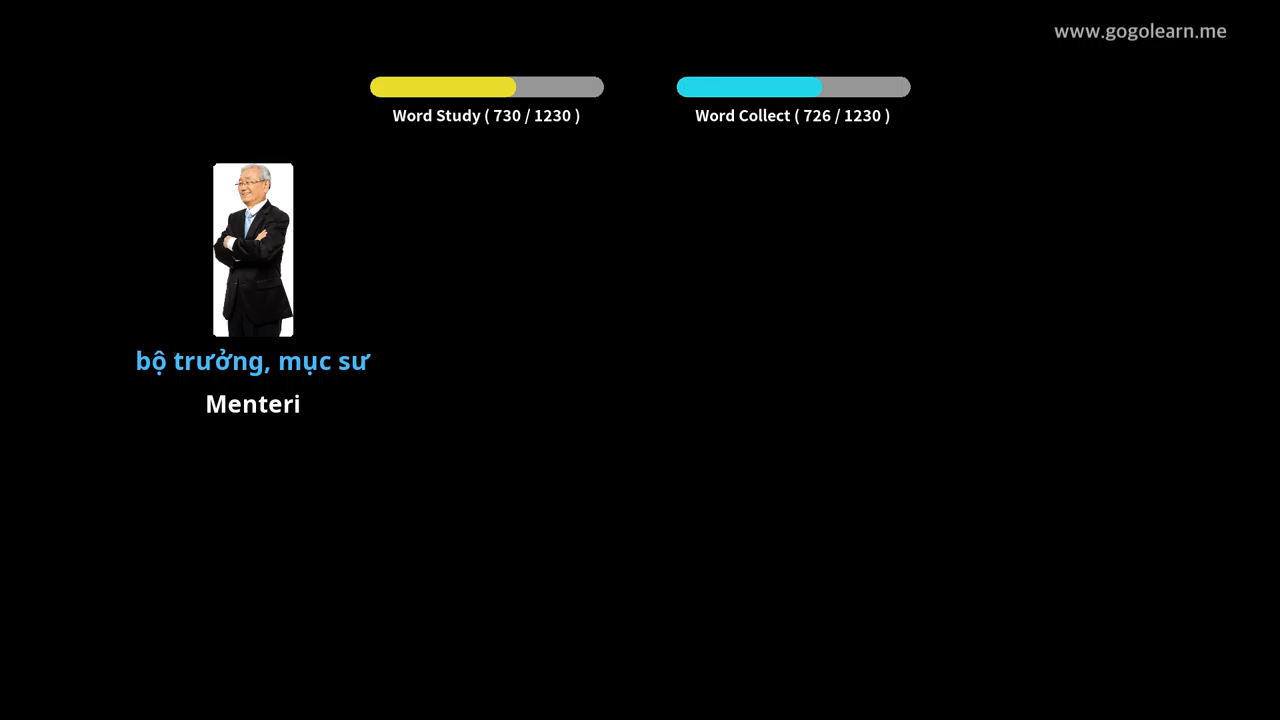 www.gogolearn.me
Word Study ( 730 / 1230 )
Word Collect ( 726 / 1230 )
bộ trưởng, mục sư
Menteri